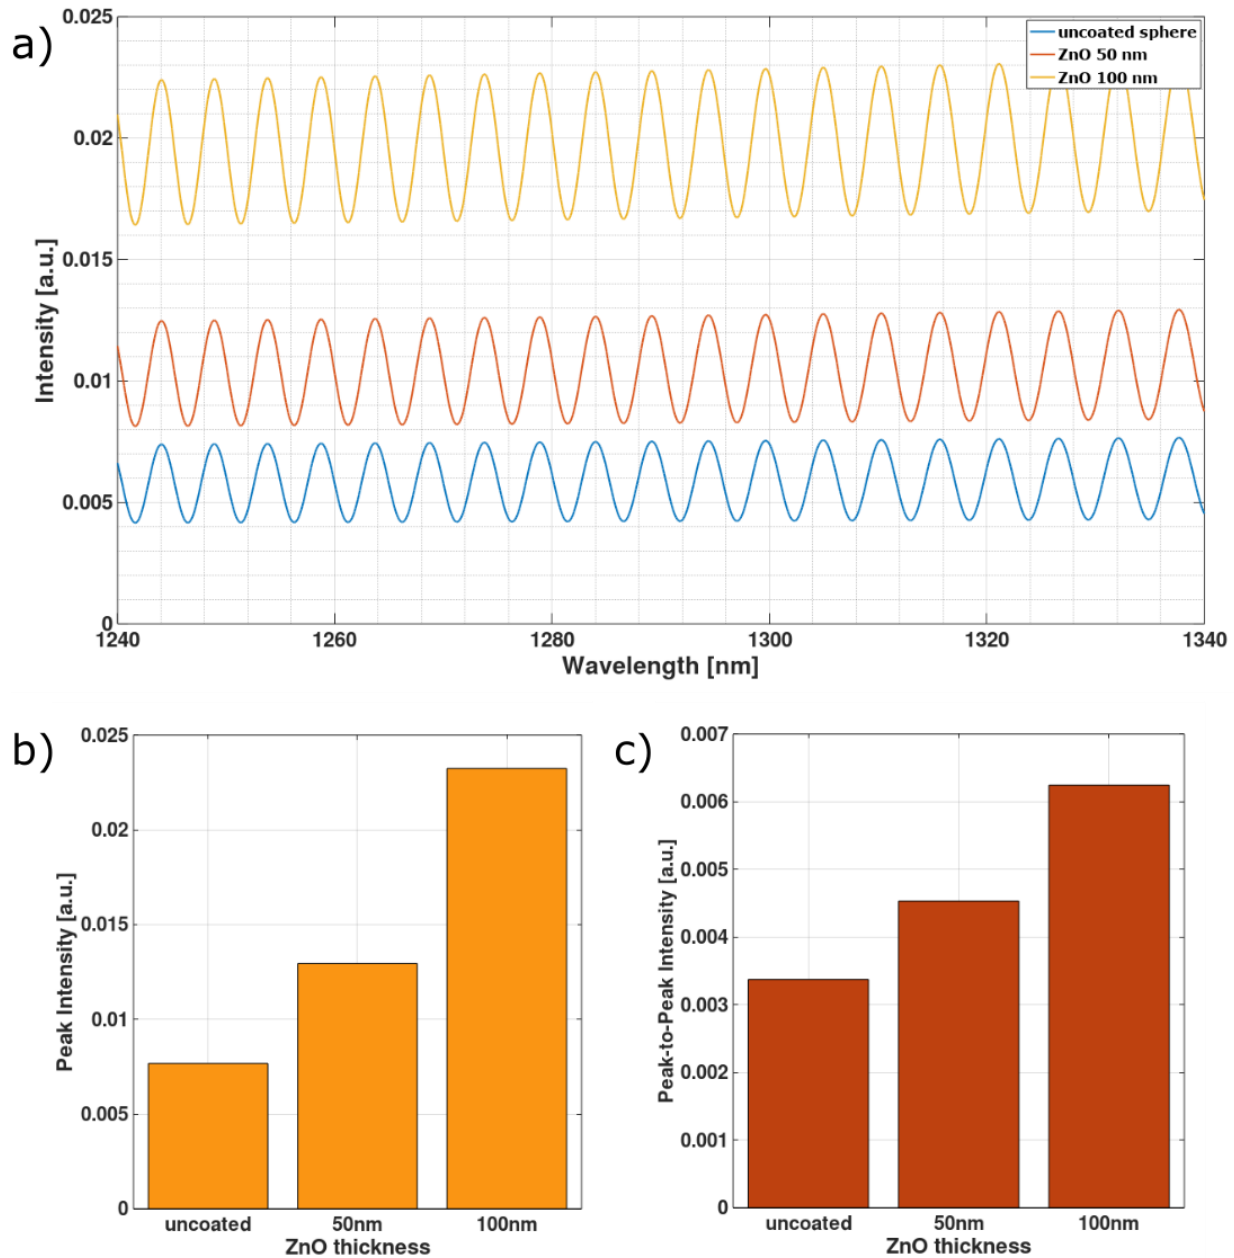 a)
0.025
0.02
0.015
0.01
0.005
0
Intensity [a.u.]
uncoated sphere
ZnO 50 nm
ZnO 100 nm
1240 1260 1280 1300 1320 1340
Wavelength [nm]
b)
0.025
0.02
0.015
0.01
0.005
0
Peak Intensity [a.u.]
uncoated 50nm 100nm
ZnO thickness
c)
0.007
0.006
0.005
0.004
0.003
0.002
0.001
0
Peak-to-Peak Intensity [a.u.]
uncoated 50nm 100nm
ZnO thickness